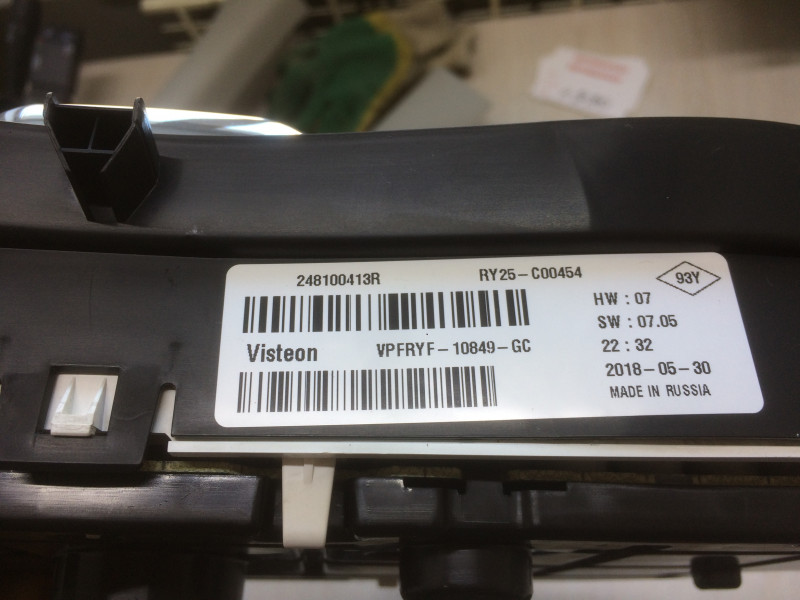 248100413R RY25-C00454 93Y
HW : 07
SW : 07.05
Visteon VPFRYF-10849-GC 22 : 32
2018-05-30
MADE IN RUSSIA